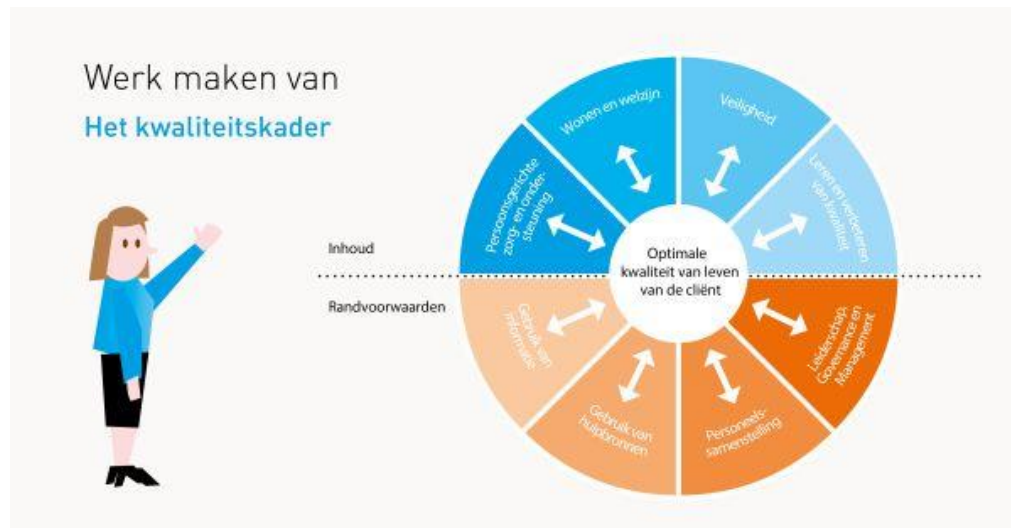 Werk maken van
Het kwaliteitskader
Inhoud
Randvoorwaarden
Persoonsgerichte
zorg- en onder-
steuning
Wonen en welzijn
Veiligheid
Leren en verbeteren
van kwaliteit
Optimale
kwaliteit van leven
van de cliënt
Leiderschap,
Governance en
Management
Personeels-
samenstelling
Gebruik van
hulpbronnen
Gebruik van
informatie